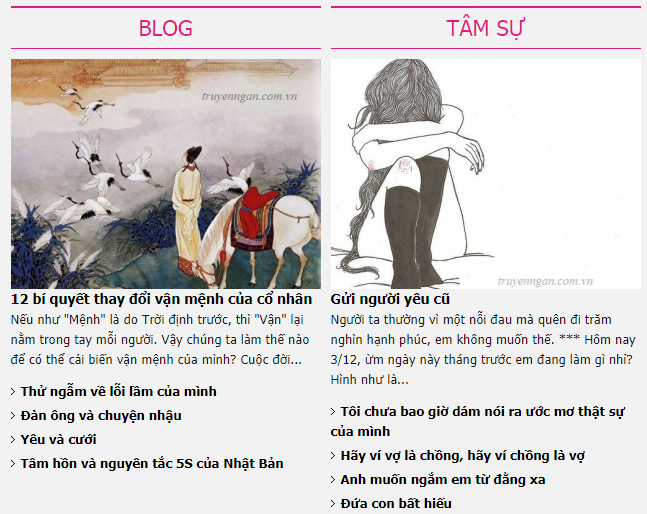 BLOG
truyenngan.com.vn
12 bí quyết thay đổi vận mệnh của cổ nhân
Nếu như "Mệnh" là do Trời định trước, thì "Vận" lại
nằm trong tay mỗi người. Vậy chúng ta làm thế nào
để có thể cải biến vận mệnh của mình? Cuộc đời...
Thử ngẫm về lỗi lầm của mình
Đàn ông và chuyện nhậu
Yêu và cưới
Tâm hồn và nguyên tắc 5S của Nhật Bản
TÂM SỰ
truyenngan.com.vn
Gửi người yêu cũ
Người ta thường vì một nỗi đau mà quên đi trăm
nghìn hạnh phúc, em không muốn thế. *** Hôm nay
3/12, ừm ngày này tháng trước em đang làm gì nhỉ?
Hình như là...
Tôi chưa bao giờ dám nói ra ước mơ thật sự
của mình
Hãy ví vợ là chồng, hãy ví chồng là vợ
Anh muốn ngắm em từ đằng xa
Đứa con bất hiếu